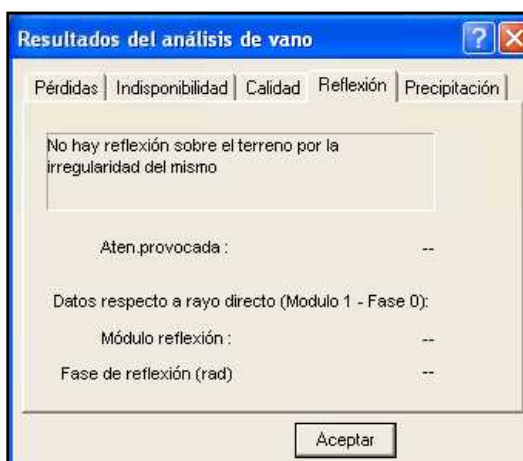 Resultados del análisis de vano
Pérdidas Indisponibilidad Calidad Reflexión Precipitación
No hay reflexión sobre el terreno por la
irregularidad del mismo
Aten.provocada : --
Datos respecto a rayo directo (Modulo 1 - Fase 0):
Módulo reflexión : --
Fase de reflexión (rad) --
Aceptar